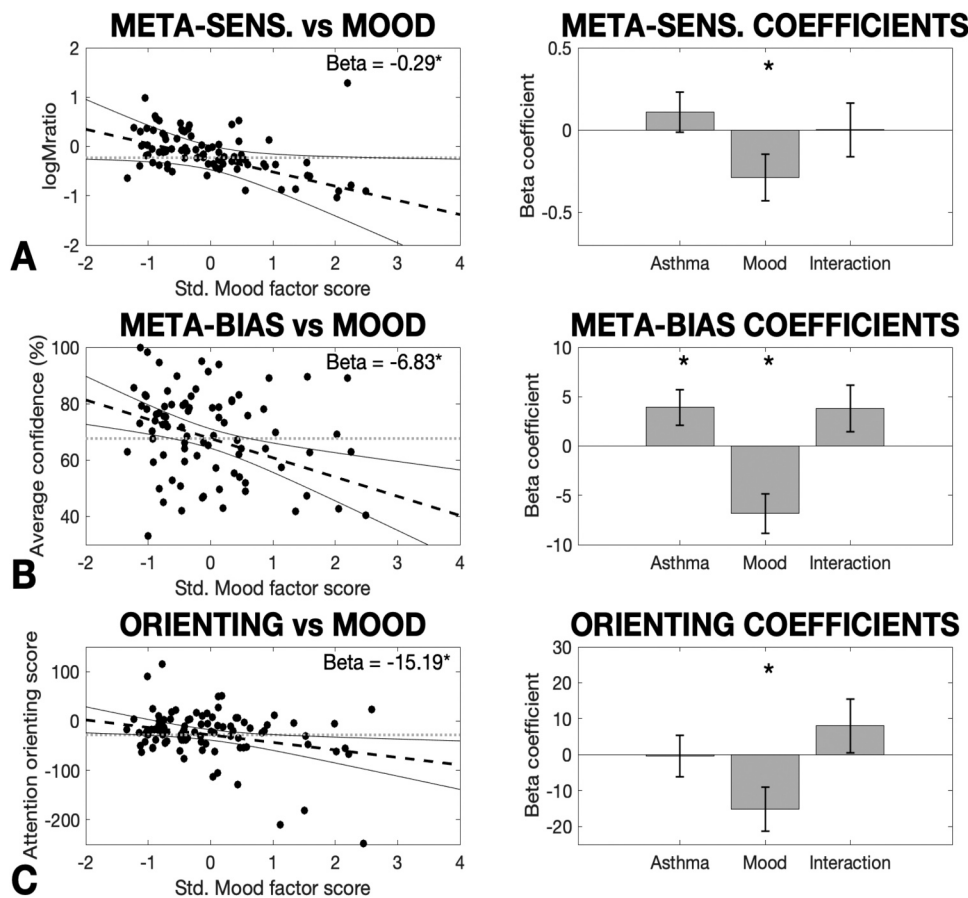 META-SENS. vs MOOD
Beta = -0.29*
2
1
0
-1
-2
logMratio
-2 -1 0 1 2 3 4
Std. Mood factor score
A
META-SENS. COEFFICIENTS
0.5
0
-0.5
Beta coefficient
*
Asthma Mood Interaction
META-BIAS vs MOOD
Beta = -6.83*
100
80
60
40
Average confidence (%)
-2 -1 0 1 2 3 4
Std. Mood factor score
B
META-BIAS COEFFICIENTS
10
5
0
-5
-10
Beta coefficient
* *
Asthma Mood Interaction
ORIENTING vs MOOD
Beta = -15.19*
100
0
-100
-200
Attention orienting score
-2 -1 0 1 2 3 4
Std. Mood factor score
C
ORIENTING COEFFICIENTS
30
20
10
0
-10
-20
Beta coefficient
*
Asthma Mood Interaction